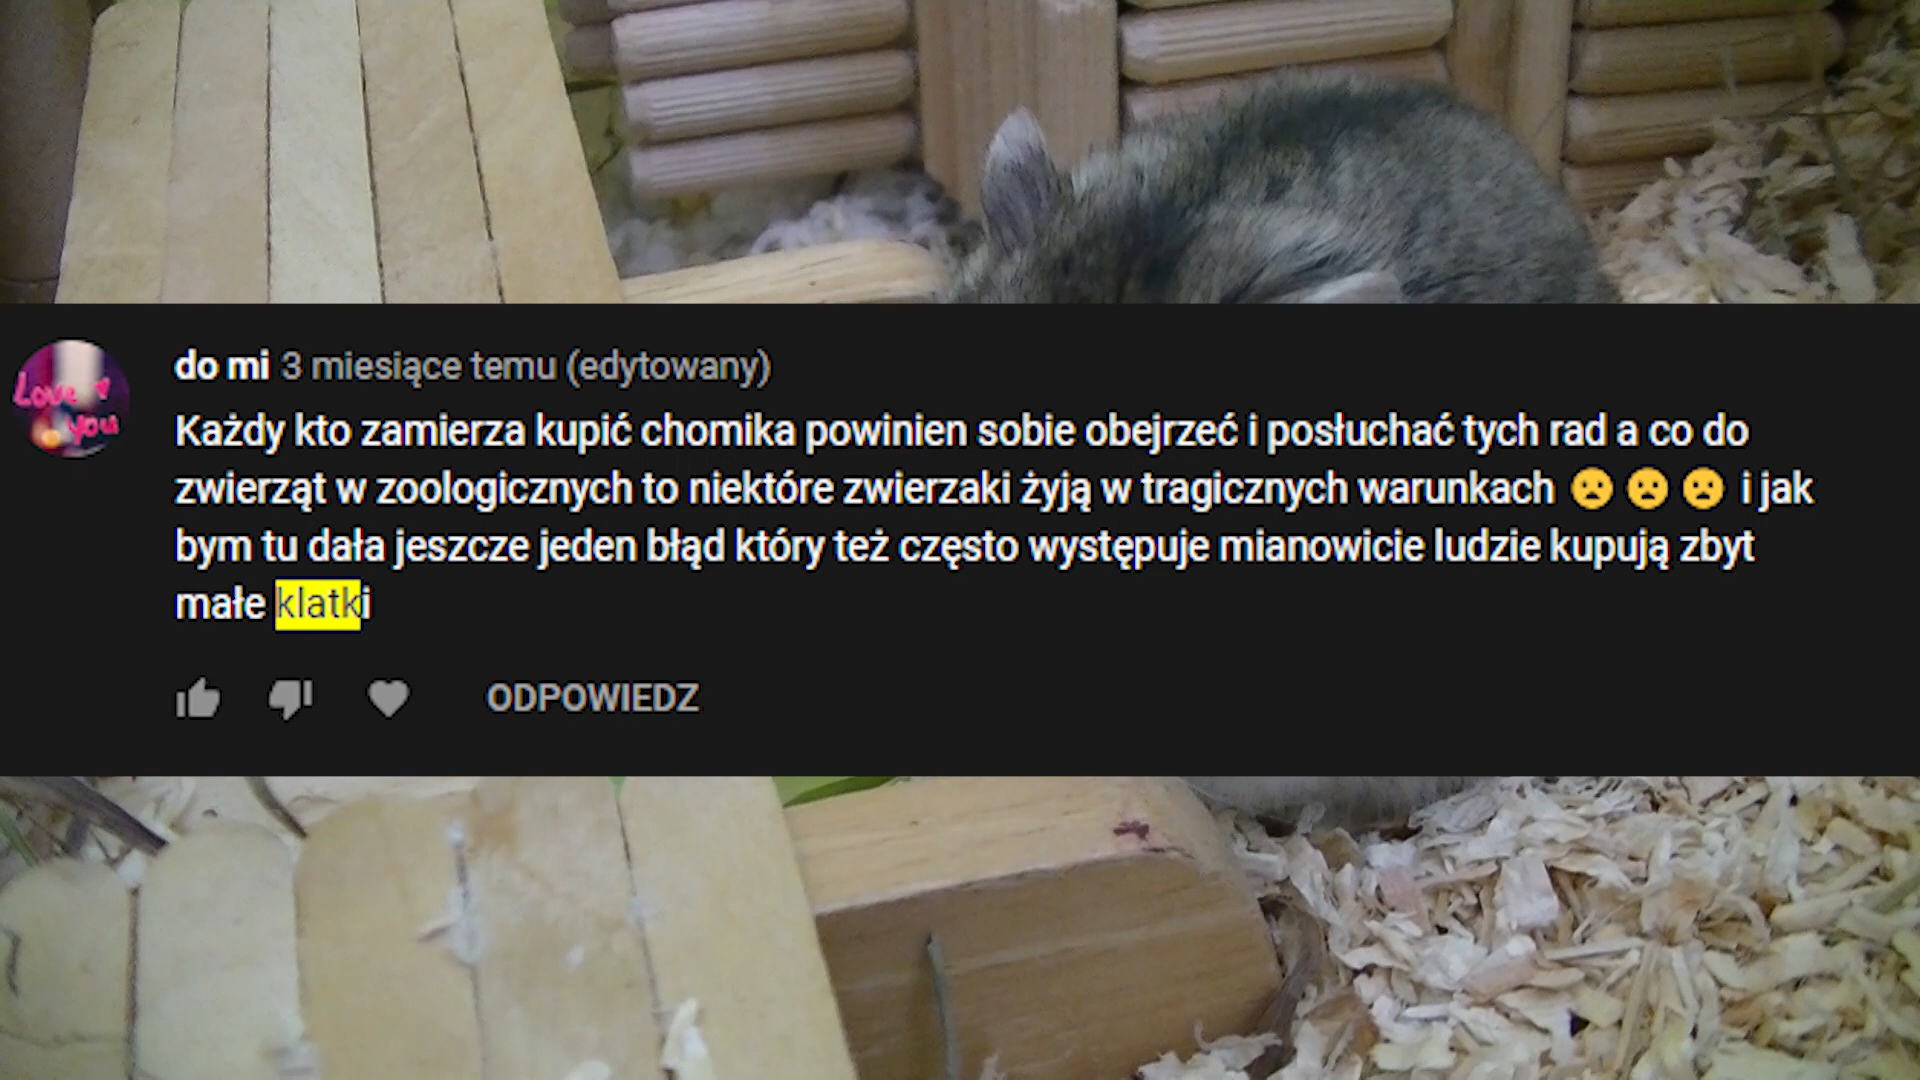 Love you
do mi 3 miesiące temu (edytowany)
Każdy kto zamierza kupić chomika powinien sobie obejrzeć i posłuchać tych rad a co do
zwierząt w zoologicznych to niektóre zwierzaki żyją w tragicznych warunkach 😦 😦 😦 i jak
bym tu dała jeszcze jeden błąd który też często występuje mianowicie ludzie kupują zbyt
małe klatki
ODPOWIEDZ